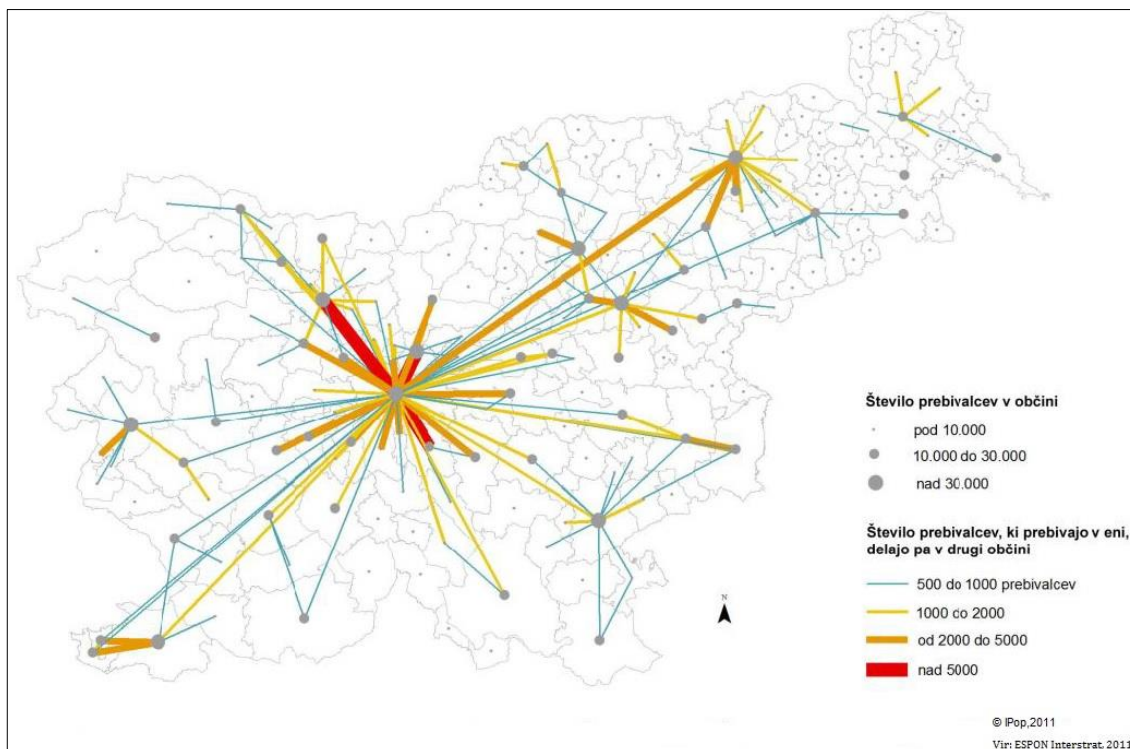 Število prebivalcev v občini
pod 10.000
10.000 do 30.000
nad 30.000
Število prebivalcev, ki prebivajo v eni,
delajo pa v drugi občini
500 do 1000 prebivalcev
1000 do 2000
od 2000 do 5000
nad 5000
N
© IPop,2011
Vir: ESPON Interstrat, 2011